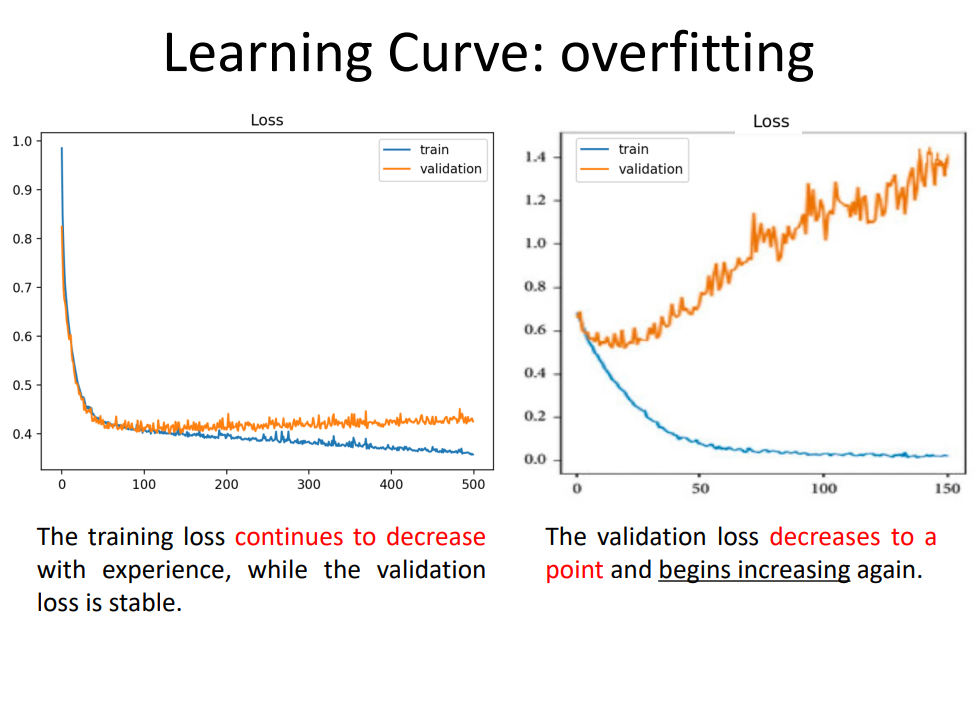 Learning Curve: overfitting
Loss
train
validation
1.0
0.9
0.8
0.7
0.6
0.5
0.4
0
100
200
300
400
500
Loss
train
validation
1.4
1.2
1.0
0.8
0.6
0.4
0.2
0.0
0
50
100
150
The training loss continues to decrease
with experience, while the validation
loss is stable.
The validation loss decreases to a
point and begins increasing again.